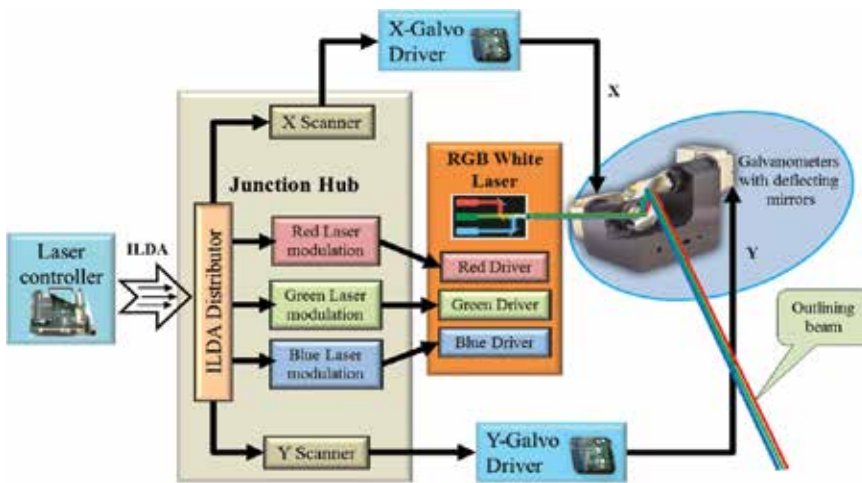 X-Galvo
Driver
X Scanner
X
Junction Hub
RGB White
Laser
Galvanometers
with deflecting
mirrors
Laser
controller
ILDA
ILDA Distributor
Red Laser
modulation
Red Driver
Green Laser
modulation
Green Driver
Blue Laser
modulation
Blue Driver
Y
Outlining
beam
Y Scanner
Y-Galvo
Driver